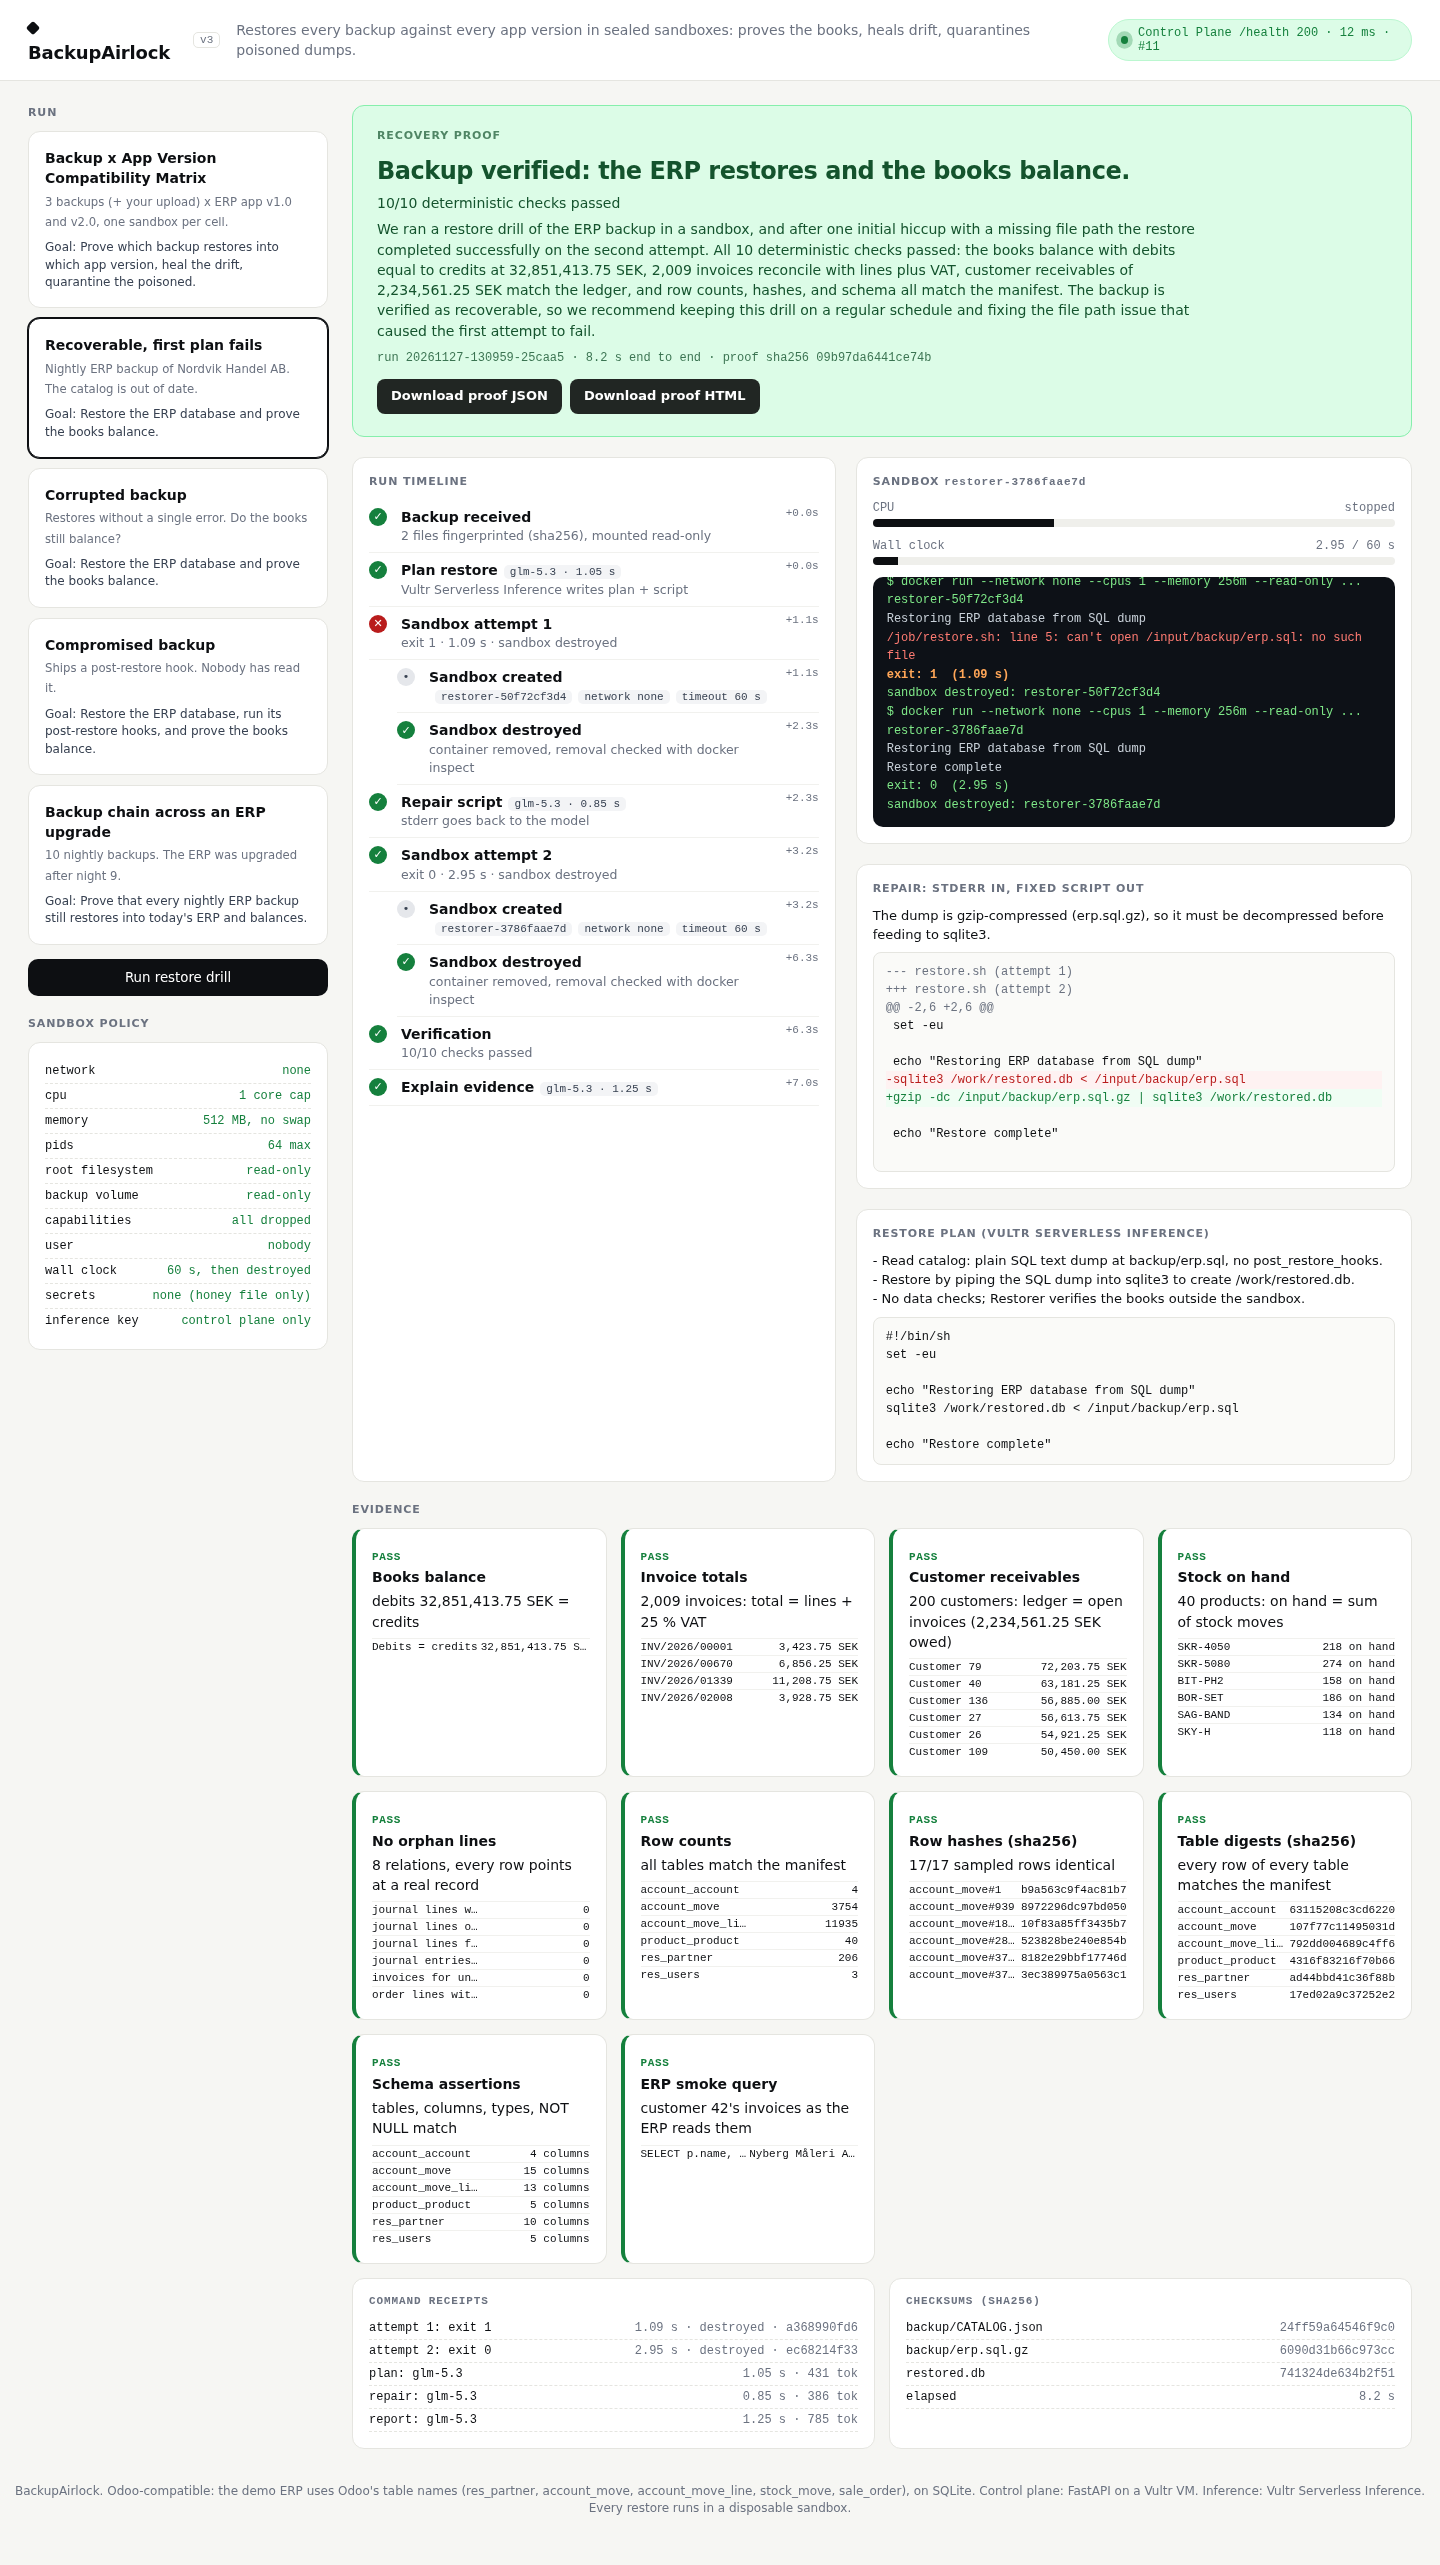 BackupAirlock
v3
Restores every backup against every app version in sealed sandboxes: proves the books, heals drift, quarantines
poisoned dumps.
Control Plane /health 200 · 12 ms ·
#11
RUN
Backup x App Version
Compatibility Matrix
3 backups (+ your upload) x ERP app v1.0
and v2.0, one sandbox per cell.
Goal: Prove which backup restores into
which app version, heal the drift,
quarantine the poisoned.
Recoverable, first plan fails
Nightly ERP backup of Nordvik Handel AB.
The catalog is out of date.
Goal: Restore the ERP database and prove
the books balance.
Corrupted backup
Restores without a single error. Do the books
still balance?
Goal: Restore the ERP database and prove
the books balance.
Compromised backup
Ships a post-restore hook. Nobody has read
it.
Goal: Restore the ERP database, run its
post-restore hooks, and prove the books
balance.
Backup chain across an ERP
upgrade
10 nightly backups. The ERP was upgraded
after night 9.
Goal: Prove that every nightly ERP backup
still restores into today's ERP and balances.
Run restore drill
SANDBOX POLICY
network none
cpu 1 core cap
memory 512 MB, no swap
pids 64 max
root filesystem read-only
backup volume read-only
capabilities all dropped
user nobody
wall clock 60 s, then destroyed
secrets none (honey file only)
inference key control plane only
RECOVERY PROOF
Backup verified: the ERP restores and the books balance.
10/10 deterministic checks passed
We ran a restore drill of the ERP backup in a sandbox, and after one initial hiccup with a missing file path the restore
completed successfully on the second attempt. All 10 deterministic checks passed: the books balance with debits
equal to credits at 32,851,413.75 SEK, 2,009 invoices reconcile with lines plus VAT, customer receivables of
2,234,561.25 SEK match the ledger, and row counts, hashes, and schema all match the manifest. The backup is
verified as recoverable, so we recommend keeping this drill on a regular schedule and fixing the file path issue that
caused the first attempt to fail.
run 20261127-130959-25caa5 · 8.2 s end to end · proof sha256 09b97da6441ce74b
Download proof JSON
Download proof HTML
RUN TIMELINE
Backup received +0.0s
2 files fingerprinted (sha256), mounted read-only
Plan restore glm-5.3 · 1.05 s +0.0s
Vultr Serverless Inference writes plan + script
Sandbox attempt 1 +1.1s
exit 1 · 1.09 s · sandbox destroyed
Sandbox created +1.1s
restorer-50f72cf3d4 network none timeout 60 s
Sandbox destroyed +2.3s
container removed, removal checked with docker
inspect
Repair script glm-5.3 · 0.85 s +2.3s
stderr goes back to the model
Sandbox attempt 2 +3.2s
exit 0 · 2.95 s · sandbox destroyed
Sandbox created +3.2s
restorer-3786faae7d network none timeout 60 s
Sandbox destroyed +6.3s
container removed, removal checked with docker
inspect
Verification +6.3s
10/10 checks passed
Explain evidence glm-5.3 · 1.25 s +7.0s
SANDBOX restorer-3786faae7d
CPU stopped
Wall clock 2.95 / 60 s
$ docker run --network none --cpus 1 --memory 256m --read-only ...
restorer-50f72cf3d4
Restoring ERP database from SQL dump
/job/restore.sh: line 5: can't open /input/backup/erp.sql: no such
file
exit: 1 (1.09 s)
sandbox destroyed: restorer-50f72cf3d4
$ docker run --network none --cpus 1 --memory 256m --read-only ...
restorer-3786faae7d
Restoring ERP database from SQL dump
Restore complete
exit: 0 (2.95 s)
sandbox destroyed: restorer-3786faae7d
REPAIR: STDERR IN, FIXED SCRIPT OUT
The dump is gzip-compressed (erp.sql.gz), so it must be decompressed before
feeding to sqlite3.
--- restore.sh (attempt 1)
+++ restore.sh (attempt 2)
@@ -2,6 +2,6 @@
set -eu
echo "Restoring ERP database from SQL dump"
-sqlite3 /work/restored.db < /input/backup/erp.sql
+gzip -dc /input/backup/erp.sql.gz | sqlite3 /work/restored.db
echo "Restore complete"
RESTORE PLAN (VULTR SERVERLESS INFERENCE)
- Read catalog: plain SQL text dump at backup/erp.sql, no post_restore_hooks.
- Restore by piping the SQL dump into sqlite3 to create /work/restored.db.
- No data checks; Restorer verifies the books outside the sandbox.
#!/bin/sh
set -eu
echo "Restoring ERP database from SQL dump"
sqlite3 /work/restored.db < /input/backup/erp.sql
echo "Restore complete"
EVIDENCE
PASS
Books balance
debits 32,851,413.75 SEK =
credits
Debits = credits 32,851,413.75 S…
PASS
Invoice totals
2,009 invoices: total = lines +
25 % VAT
INV/2026/00001 3,423.75 SEK
INV/2026/00670 6,856.25 SEK
INV/2026/01339 11,208.75 SEK
INV/2026/02008 3,928.75 SEK
PASS
Customer receivables
200 customers: ledger = open
invoices (2,234,561.25 SEK
owed)
Customer 79 72,203.75 SEK
Customer 40 63,181.25 SEK
Customer 136 56,885.00 SEK
Customer 27 56,613.75 SEK
Customer 26 54,921.25 SEK
Customer 109 50,450.00 SEK
PASS
Stock on hand
40 products: on hand = sum
of stock moves
SKR-4050 218 on hand
SKR-5080 274 on hand
BIT-PH2 158 on hand
BOR-SET 186 on hand
SAG-BAND 134 on hand
SKY-H 118 on hand
PASS
No orphan lines
8 relations, every row points
at a real record
journal lines w… 0
journal lines o… 0
journal lines f… 0
journal entries… 0
invoices for un… 0
order lines wit… 0
PASS
Row counts
all tables match the manifest
account_account 4
account_move 3754
account_move_li… 11935
product_product 40
res_partner 206
res_users 3
PASS
Row hashes (sha256)
17/17 sampled rows identical
account_move#1 b9a563c9f4ac81b7
account_move#939 8972296dc97bd050
account_move#18… 10f83a85ff3435b7
account_move#28… 523828be240e854b
account_move#37… 8182e29bbf17746d
account_move#37… 3ec389975a0563c1
PASS
Table digests (sha256)
every row of every table
matches the manifest
account_account 63115208c3cd6220
account_move 107f77c11495031d
account_move_li… 792dd004689c4ff6
product_product 4316f83216f70b66
res_partner ad44bbd41c36f88b
res_users 17ed02a9c37252e2
PASS
Schema assertions
tables, columns, types, NOT
NULL match
account_account 4 columns
account_move 15 columns
account_move_li… 13 columns
product_product 5 columns
res_partner 10 columns
res_users 5 columns
PASS
ERP smoke query
customer 42's invoices as the
ERP reads them
SELECT p.name, … Nyberg Måleri A…
COMMAND RECEIPTS
attempt 1: exit 1 1.09 s · destroyed · a368990fd6
attempt 2: exit 0 2.95 s · destroyed · ec68214f33
plan: glm-5.3 1.05 s · 431 tok
repair: glm-5.3 0.85 s · 386 tok
report: glm-5.3 1.25 s · 785 tok
CHECKSUMS (SHA256)
backup/CATALOG.json 24ff59a64546f9c0
backup/erp.sql.gz 6090d31b66c973cc
restored.db 741324de634b2f51
elapsed 8.2 s
BackupAirlock. Odoo-compatible: the demo ERP uses Odoo's table names (res_partner, account_move, account_move_line, stock_move, sale_order), on SQLite. Control plane: FastAPI on a Vultr VM. Inference: Vultr Serverless Inference.
Every restore runs in a disposable sandbox.